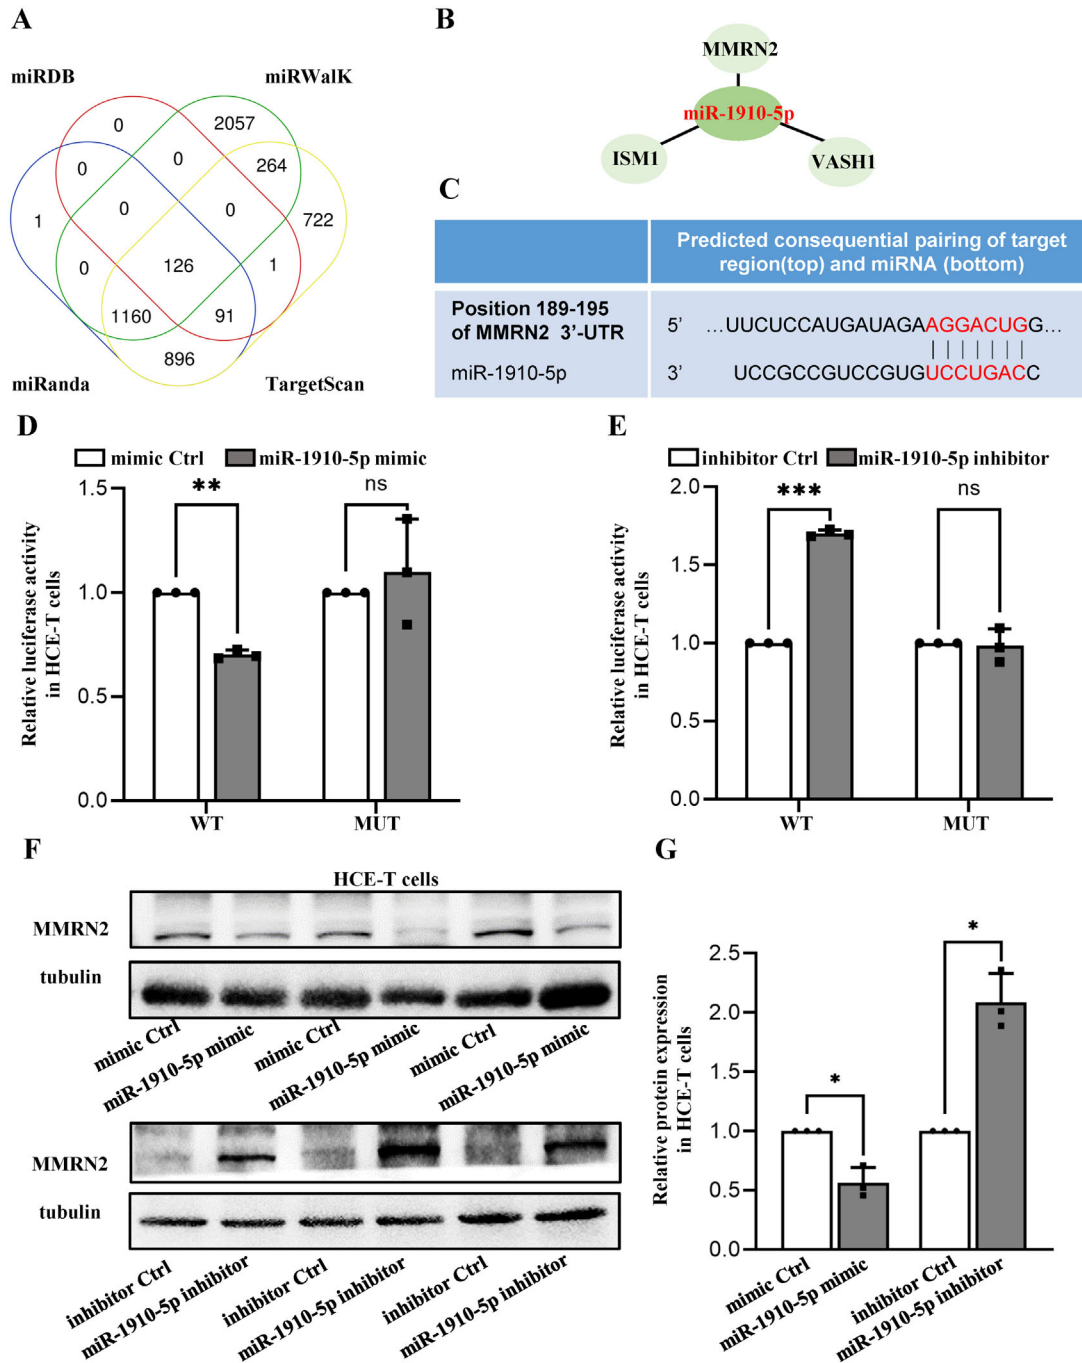 A
miRDB
miRWalK
0
2057
0
0
264
0
0
1
722
0
126
1
1160
91
896
miRanda
TargetScan
B
MMRN2
miR-1910-5p
ISM1
VASH1
C
Predicted consequential pairing of target
region(top) and miRNA (bottom)
Position 189-195
of MMRN2 3'-UTR
5' ...UUCUCCAUGAUAGAAGGACUGG...
miR-1910-5p
3' UCCGCCGUCCGUGUCCUGACC
D
mimic Ctrl
miR-1910-5p mimic
Relative luciferase activity
in HCE-T cells
1.5
1.0
0.5
0.0
**
ns
WT
MUT
E
inhibitor Ctrl
miR-1910-5p inhibitor
Relative luciferase activity
in HCE-T cells
2.0
1.5
1.0
0.5
0.0
***
ns
WT
MUT
F
HCE-T cells
MMRN2
tubulin
mimic Ctrl
miR-1910-5p mimic
mimic Ctrl
miR-1910-5p mimic
mimic Ctrl
miR-1910-5p mimic
MMRN2
tubulin
inhibitor Ctrl
miR-1910-5p inhibitor
inhibitor Ctrl
miR-1910-5p inhibitor
inhibitor Ctrl
miR-1910-5p inhibitor
G
Relative protein expression
in HCE-T cells
2.5
2.0
1.5
1.0
0.5
0.0
*
*
mimic Ctrl
miR-1910-5p mimic
inhibitor Ctrl
miR-1910-5p inhibitor